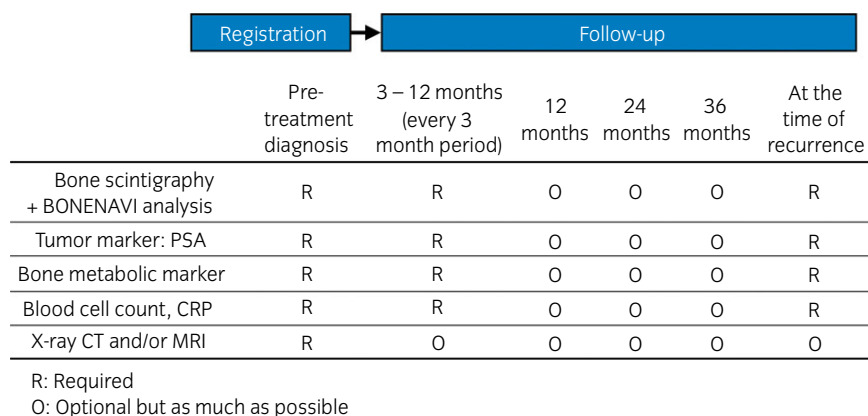 Registration
Follow-up
Pre-
treatment
diagnosis
3 – 12 months
(every 3
month period)
12
months
24
months
36
months
At the
time of
recurrence
Bone scintigraphy
+ BONENAVI analysis
R R O O O R
Tumor marker: PSA R R O O O R
Bone metabolic marker R R O O O R
Blood cell count, CRP R R O O O R
X-ray CT and/or MRI R O O O O O
R: Required
O: Optional but as much as possible